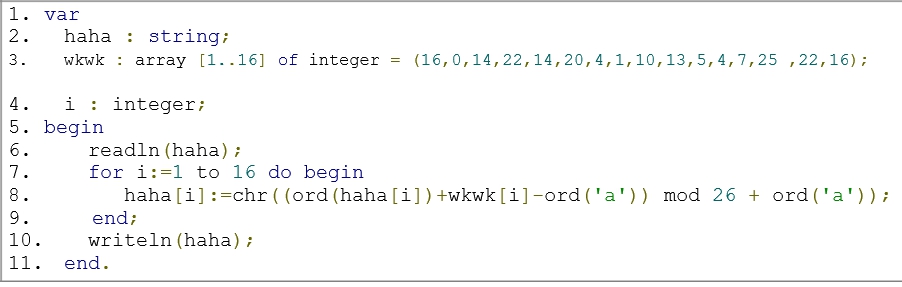 1. var
2. haha : string;
3. wkwk : array [1..16] of integer = (16,0,14,22,14,20,4,1,10,13,5,4,7,25 ,22,16);
4. i : integer;
5. begin
6. readln(haha);
7. for i:=1 to 16 do begin
8. haha[i]:=chr((ord(haha[i])+wkwk[i]-ord('a')) mod 26 + ord('a'));
9. end;
10. writeln(haha);
11. end.